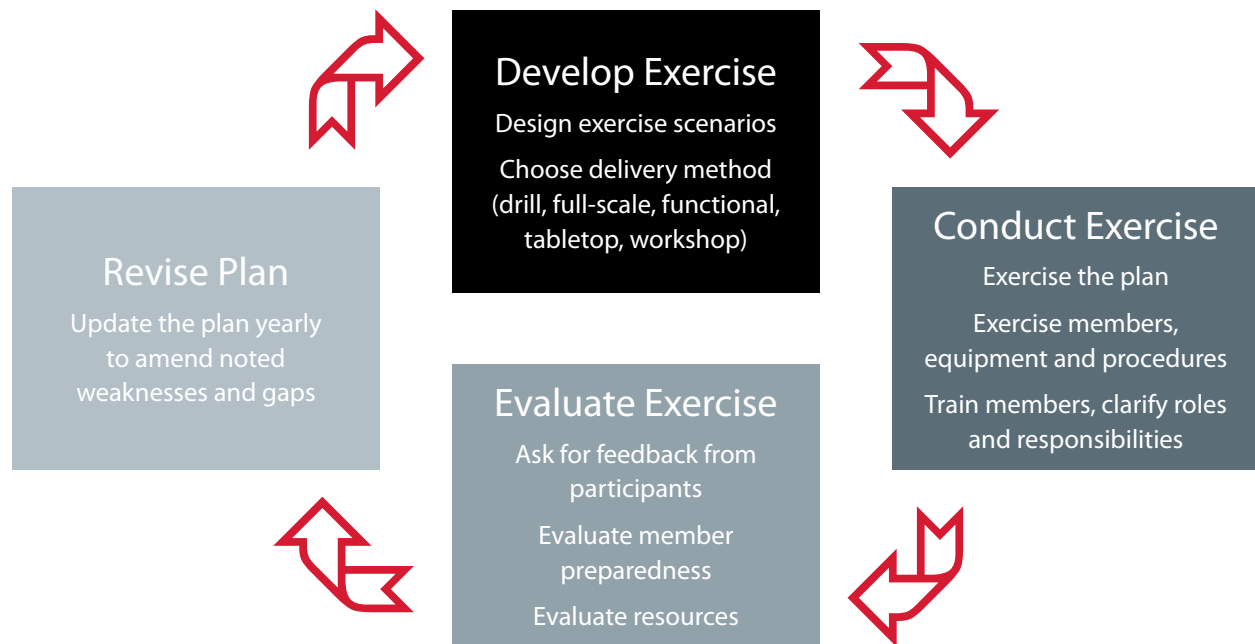 Develop Exercise
Design exercise scenarios
Choose delivery method
(drill, full-scale, functional,
tabletop, workshop)
Conduct Exercise
Exercise the plan
Exercise members,
equipment and procedures
Train members, clarify roles
and responsibilities
Evaluate Exercise
Ask for feedback from
participants
Evaluate member
preparedness
Evaluate resources
Revise Plan
Update the plan yearly
to amend noted
weaknesses and gaps